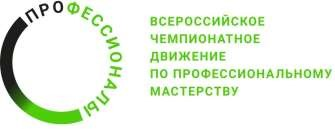 ПРОФЕССИОНАЛЫ
ВСЕРОССИЙСКОЕ
ЧЕМПИОНАТНОЕ
ДВИЖЕНИЕ
ПО ПРОФЕССИОНАЛЬНОМУ
МАСТЕРСТВУ